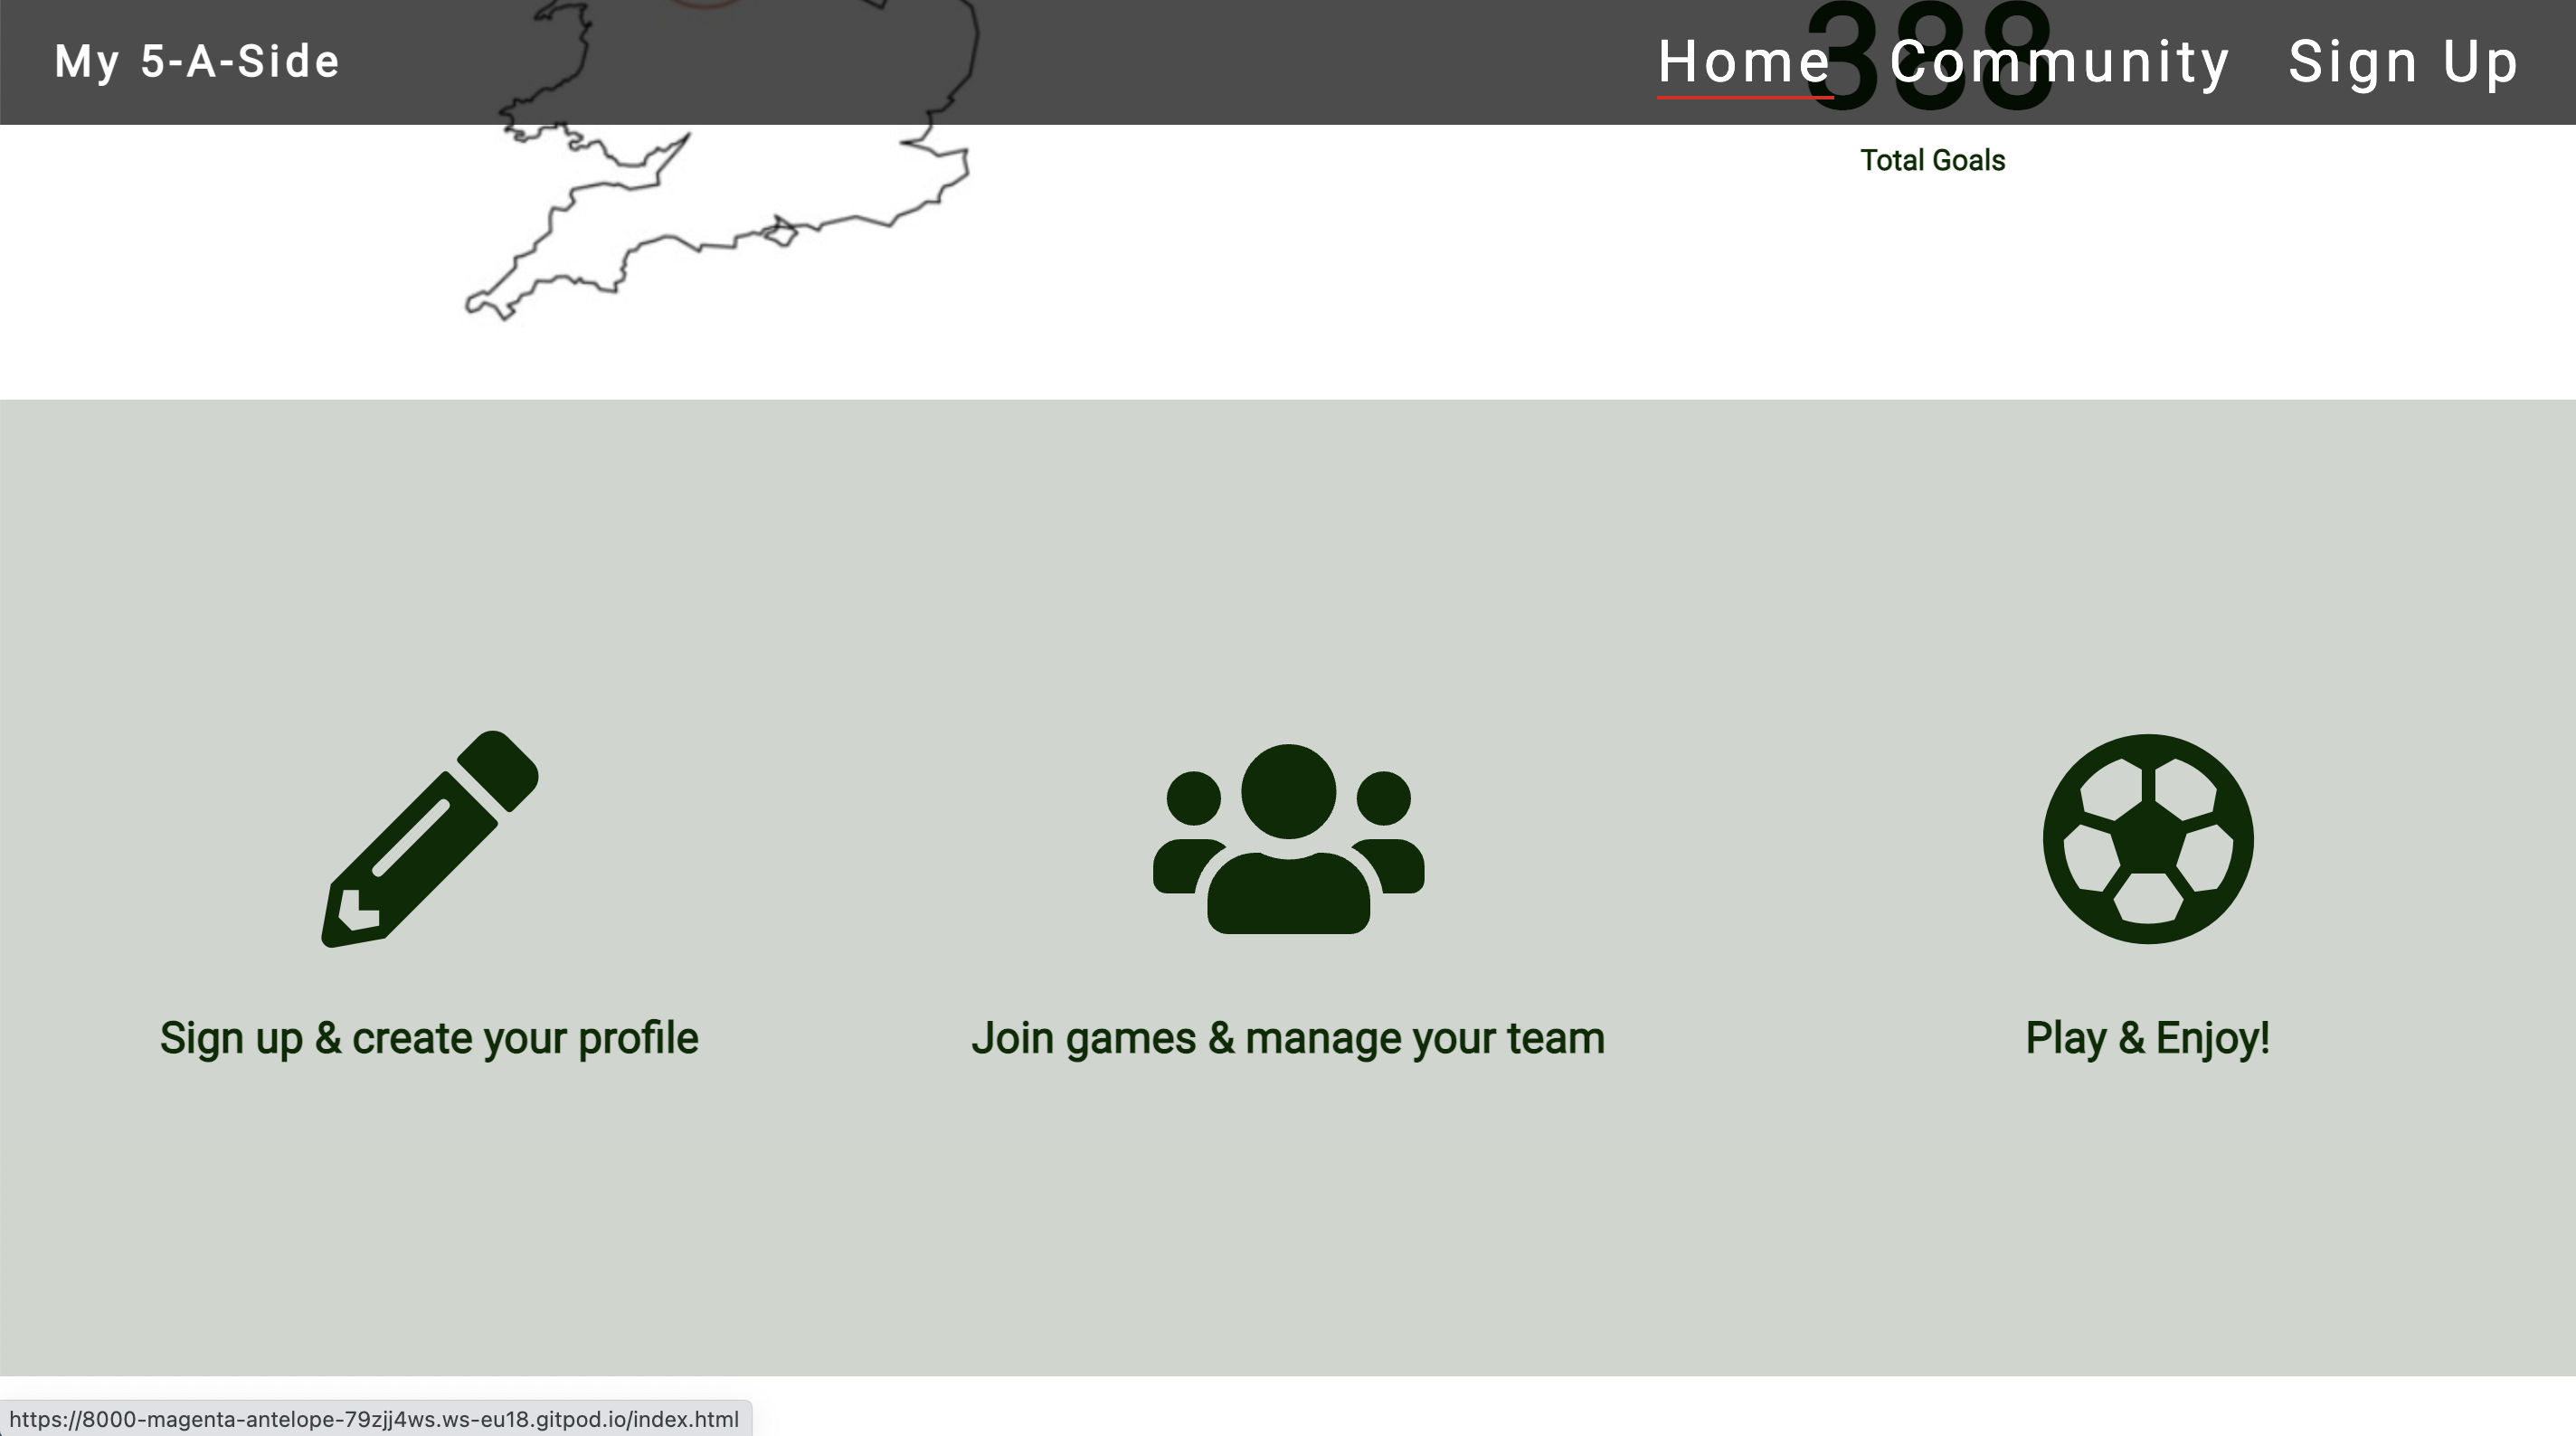 My 5-A-Side
Home Community Sign Up
388
Total Goals
Sign up & create your profile
Join games & manage your team
Play & Enjoy!
https://8000-magenta-antelope-79zjj4ws.ws-eu18.gitpod.io/index.html